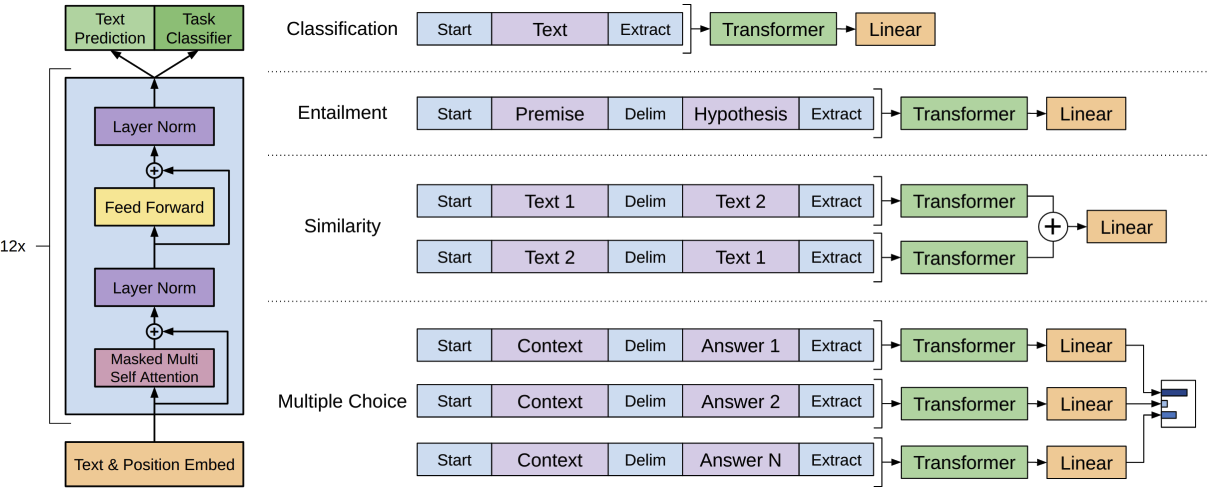 Text
Prediction
Task
Classifier
12x
Layer Norm
Feed Forward
Layer Norm
Masked Multi
Self Attention
Text & Position Embed
Classification
Start Text Extract Transformer Linear
Entailment
Start Premise Delim Hypothesis Extract Transformer Linear
Similarity
Start Text 1 Delim Text 2 Extract Transformer
Start Text 2 Delim Text 1 Extract Transformer
Linear
Multiple Choice
Start Context Delim Answer 1 Extract Transformer Linear
Start Context Delim Answer 2 Extract Transformer Linear
Start Context Delim Answer N Extract Transformer Linear